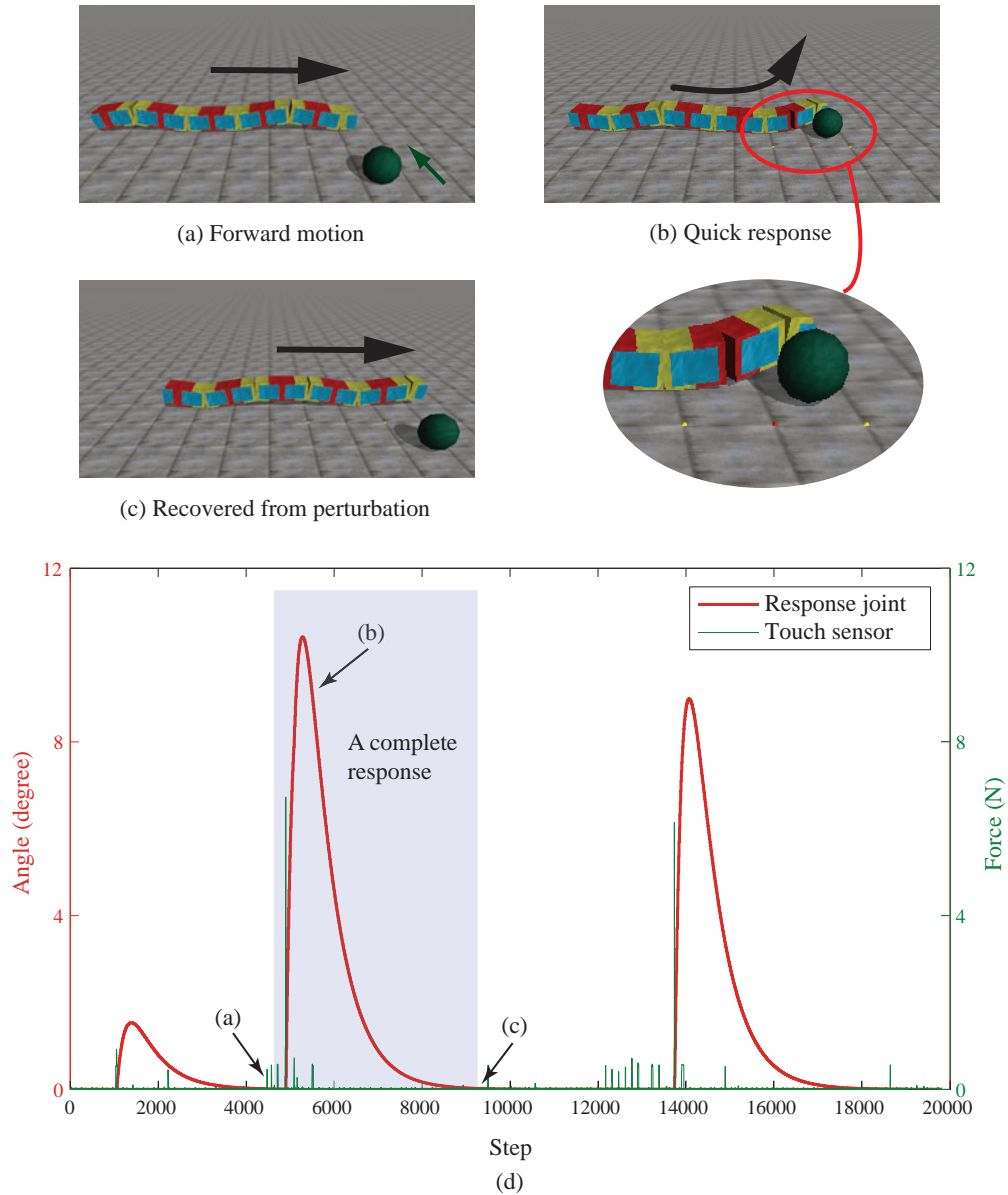 (a) Forward motion
(b) Quick response
(c) Recovered from perturbation
12
8
4
0
Angle (degree)
12
8
4
0
Force (N)
Response joint
Touch sensor
(b)
A complete
response
(a)
(c)
0 2000 4000 6000 8000 10000 12000 14000 16000 18000 20000
Step
(d)